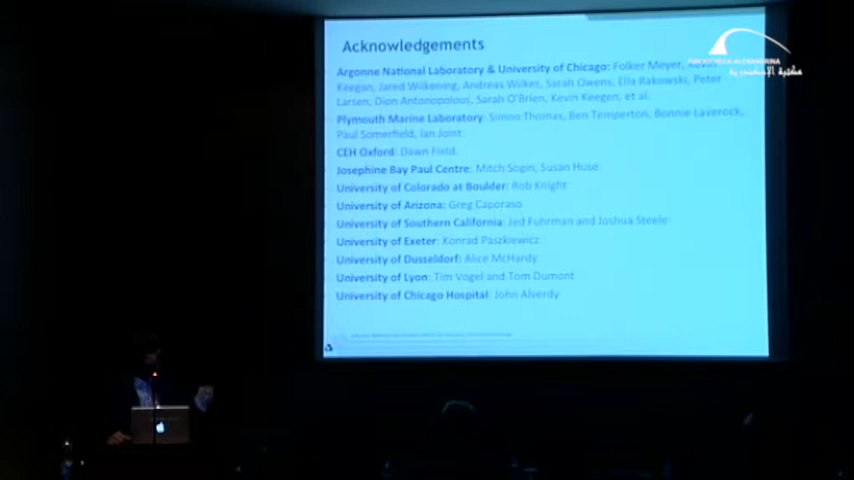 Acknowledgements
BIBLIOTHECA ALEXANDRINA
مكتبة الإسكندرية
Argonne National Laboratory & University of Chicago: Folker Meyer,
Keegan, Jared Wilkening, Andreas Wilkes, Sarah Owens, Ella Rakowski, Peter
Larsen, Dion Antonopolous, Sarah O'Brien, Kevin Keegen, et al.
Plymouth Marine Laboratory: Simon Thomas, Ben Temperton, Bonnie Laverock,
Paul Somerfield, Ian Joint
CEH Oxford: Dawn Field.
Josephine Bay Paul Centre: Mitch Sogin, Susan Huse
University of Colorado at Boulder: Rob Knight
University of Arizona: Greg Caporaso
University of Southern California: Jed Fuhrman and Joshua Steele
University of Exeter: Konrad Paszkiewicz
University of Dusseldorf: Alice McHardy
University of Lyon: Tim Vogel and Tom Dumont
University of Chicago Hospital: John Alverdy